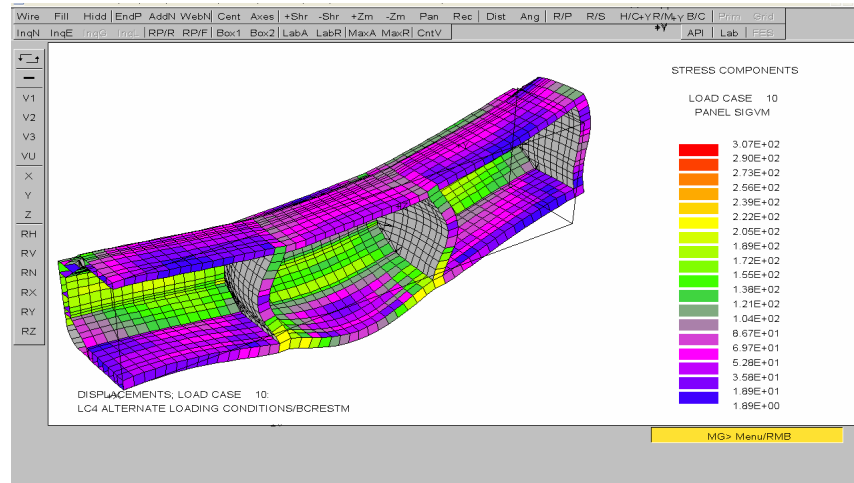 Wire Fill Hidd EndP AddN WebN Cent Axes +Shr -Shr +Zm -Zm Pan Rec Dist Ang R/P R/S H/C+Y R/M+Y B/C Prnm Grid
InqN InqE InqG InqL RP/R RP/F Box1 Box2 LabA LabR MaxA MaxR CntV +Y API Lab FES
V1
V2
V3
VU
X
Y
Z
RH
RV
RN
RX
RY
RZ
STRESS COMPONENTS
LOAD CASE 10
PANEL SIGVM
3.07E+02
2.90E+02
2.73E+02
2.56E+02
2.39E+02
2.22E+02
2.05E+02
1.89E+02
1.72E+02
1.55E+02
1.38E+02
1.21E+02
1.04E+02
8.67E+01
6.97E+01
5.28E+01
3.58E+01
1.89E+01
1.89E+00
DISPLACEMENTS; LOAD CASE 10:
LC4 ALTERNATE LOADING CONDITIONS/BCRESTM
MG> Menu/RMB